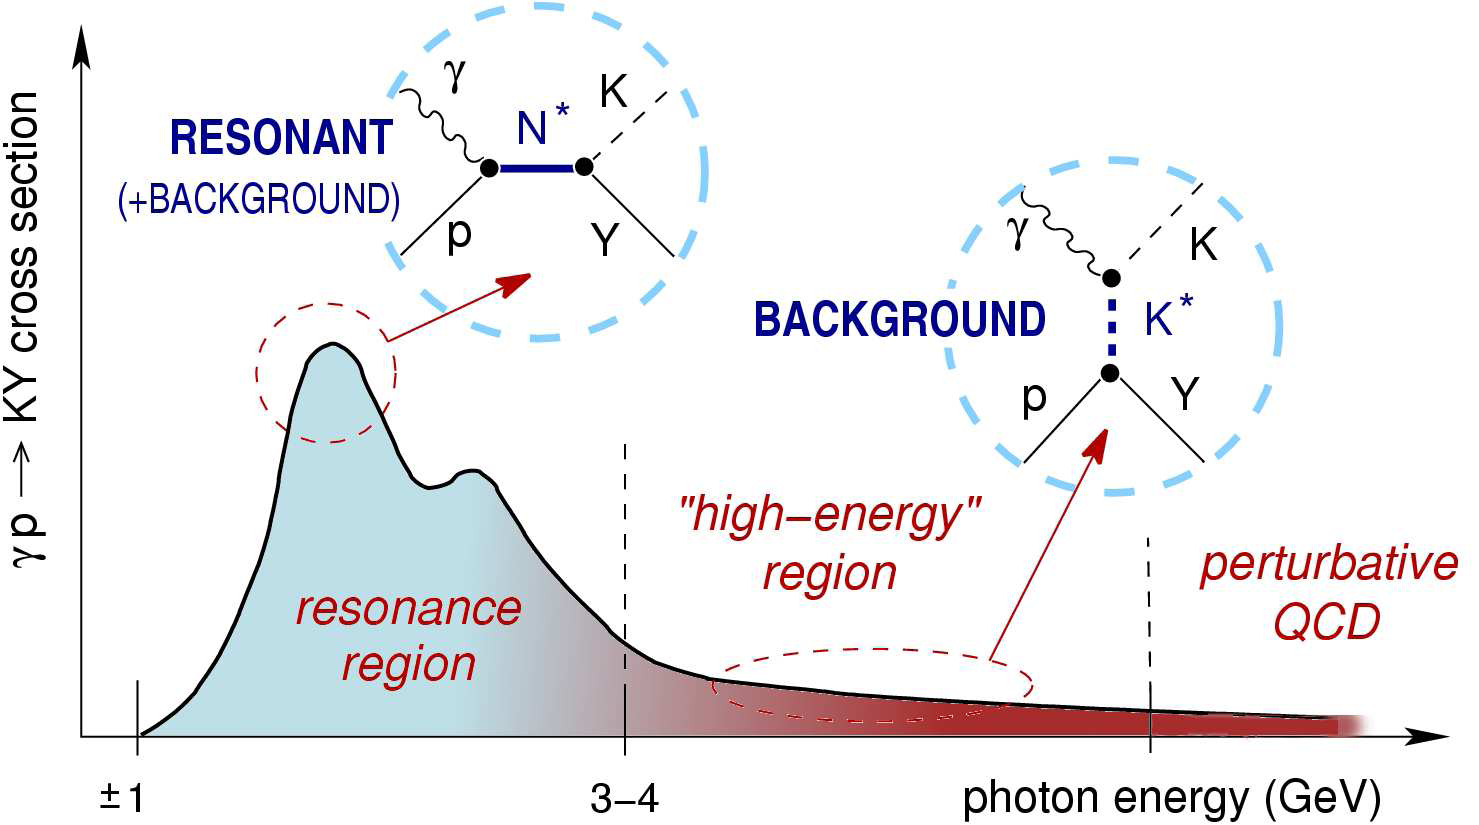 γ p → KY cross section
RESONANT
(+BACKGROUND)
γ
N*
K
p
Y
γ
K
BACKGROUND
K*
p
Y
"high−energy"
region
perturbative
QCD
resonance
region
±1
3−4
photon energy (GeV)